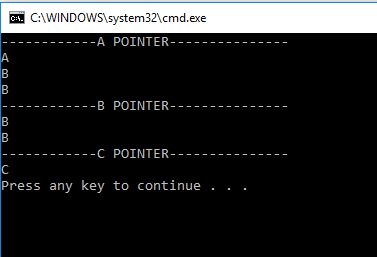 C:\WINDOWS\system32\cmd.exe
------------A POINTER---------------
A
B
B
------------B POINTER---------------
B
B
------------C POINTER---------------
C
Press any key to continue . . .